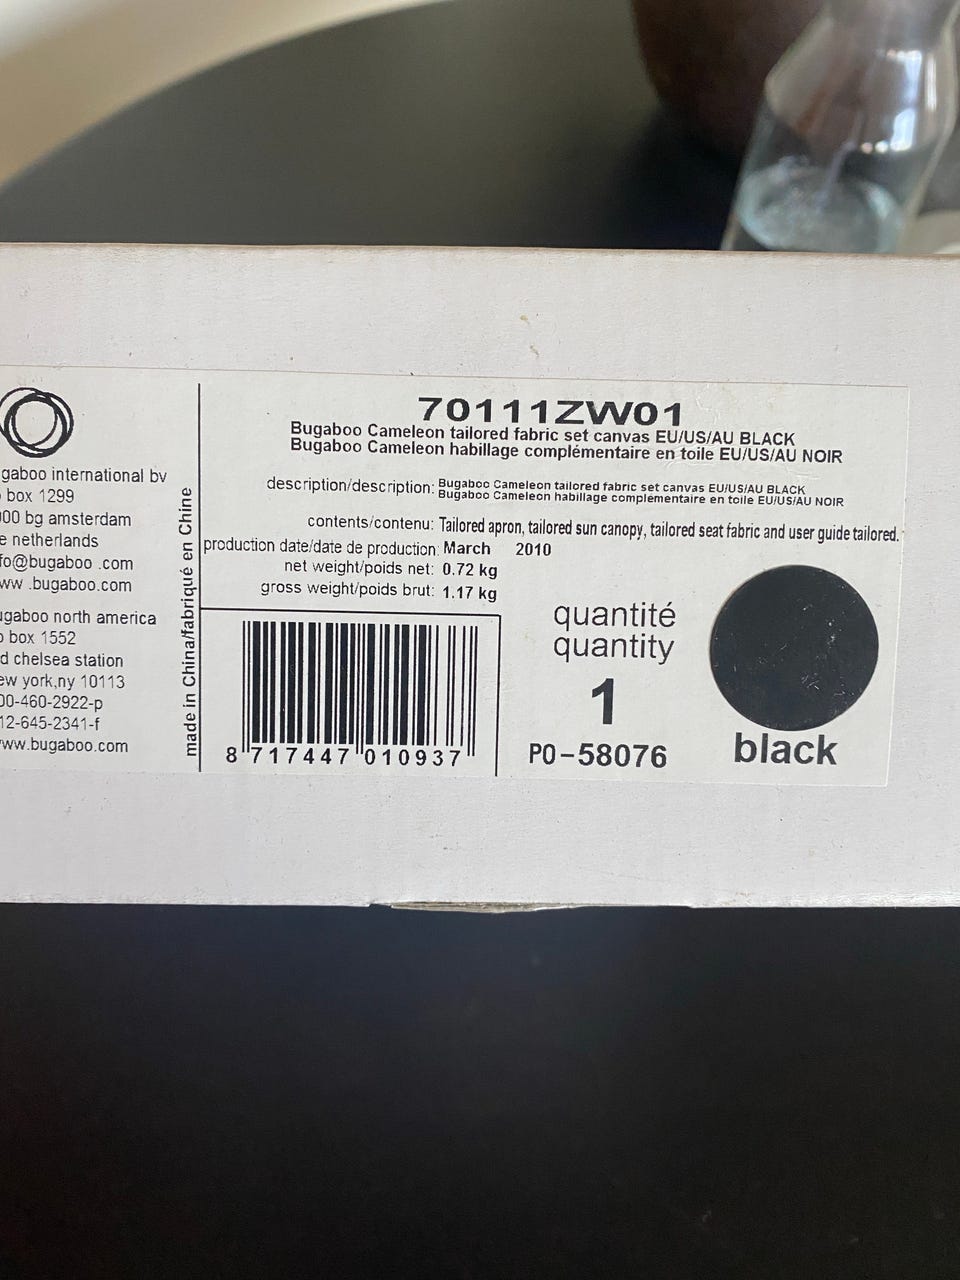 70111ZW01
Bugaboo Cameleon tailored fabric set canvas EU/US/AU BLACK
Bugaboo Cameleon habillage complémentaire en toile EU/US/AU NOIR
description/description: Bugaboo Cameleon tailored fabric set canvas EU/US/AU BLACK
Bugaboo Cameleon habillage complémentaire en toile EU/US/AU NOIR
contents/contenu: Tailored apron, tailored sun canopy, tailored seat fabric and user guide tailored.
production date/date de production: March 2010
net weight/poids net: 0.72 kg
gross weight/poids brut: 1.17 kg
gaboo international bv
box 1299
00 bg amsterdam
e netherlands
fo@bugaboo .com
ww .bugaboo.com
ugaboo north america
o box 1552
d chelsea station
ew york,ny 10113
00-460-2922-p
12-645-2341-f
ww.bugaboo.com
made in China/fabriqué en Chine
8 717447 010937
quantité
quantity
1
PO-58076
black